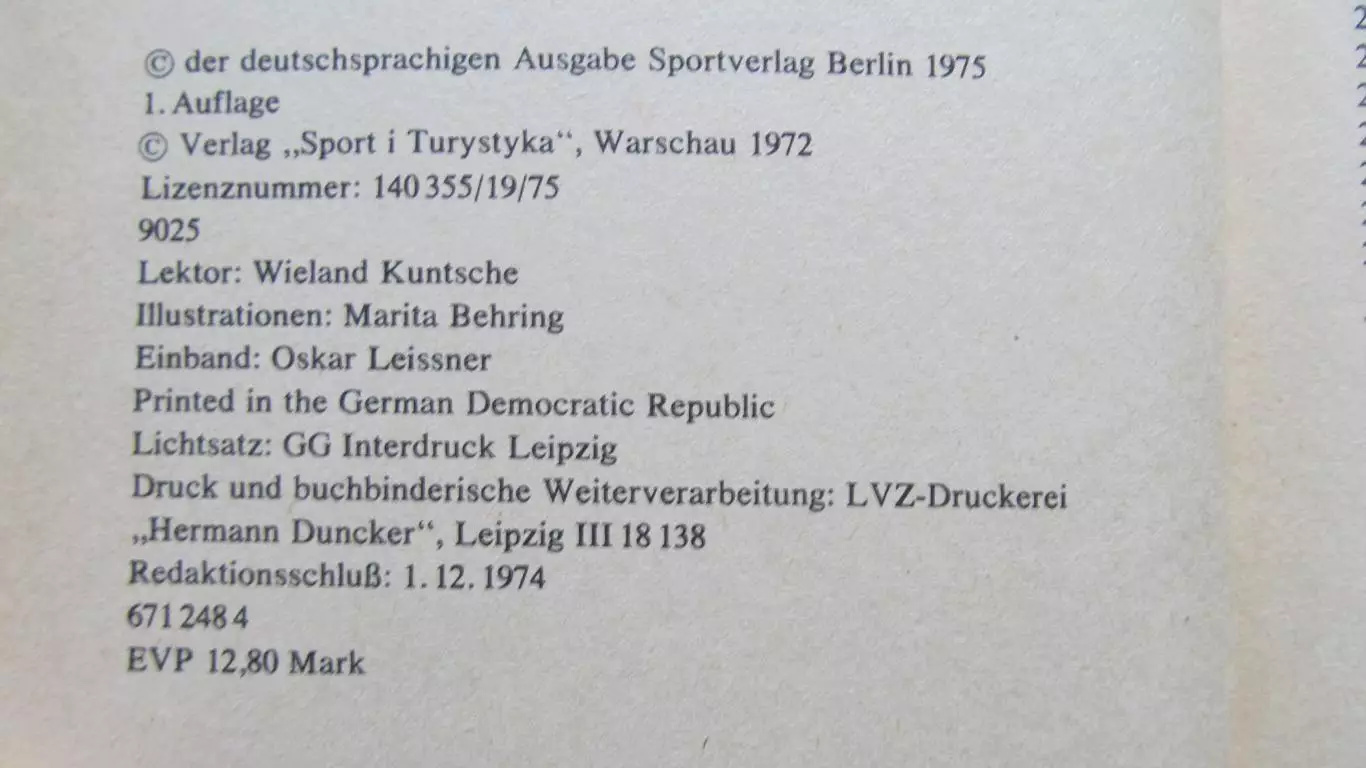 © der deutschsprachigen Ausgabe Sportverlag Berlin 1975
1. Auflage
© Verlag „Sport i Turystyka“, Warschau 1972
Lizenznummer: 140 355/19/75
9025
Lektor: Wieland Kuntsche
Illustrationen: Marita Behring
Einband: Oskar Leissner
Printed in the German Democratic Republic
Lichtsatz: GG Interdruck Leipzig
Druck und buchbinderische Weiterverarbeitung: LVZ-Druckerei
„Hermann Duncker“, Leipzig III 18 138
Redaktionsschluß: 1. 12. 1974
671 248 4
EVP 12,80 Mark